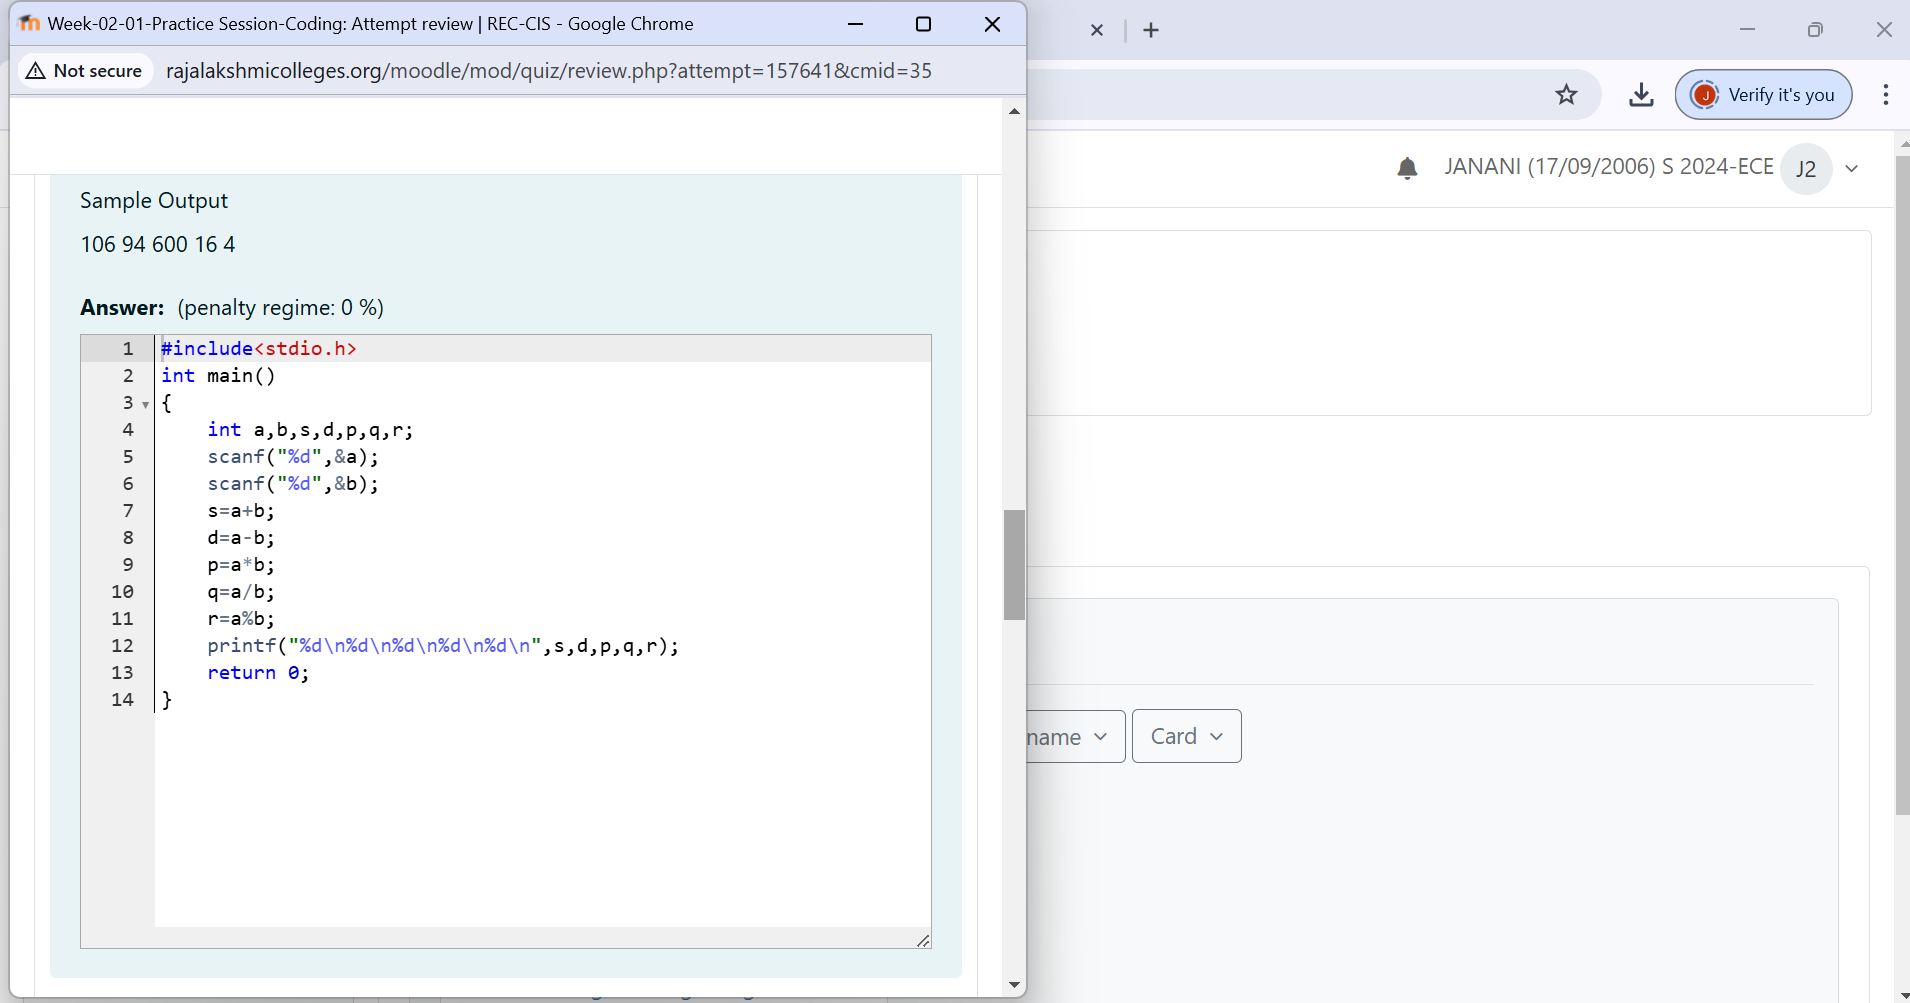 Week-02-01-Practice Session-Coding: Attempt review | REC-CIS - Google Chrome
Not secure
rajalakshmicolleges.org/moodle/mod/quiz/review.php?attempt=157641&cmid=35
Verify it's you
JANANI (17/09/2006) S 2024-ECE
J2
Sample Output
106 94 600 16 4
Answer: (penalty regime: 0 %)
1 #include<stdio.h>
2 int main()
3 {
4 int a,b,s,d,p,q,r;
5 scanf("%d",&a);
6 scanf("%d",&b);
7 s=a+b;
8 d=a-b;
9 p=a*b;
10 q=a/b;
11 r=a%b;
12 printf("%d\n%d\n%d\n%d\n%d\n",s,d,p,q,r);
13 return 0;
14 }
name
Card